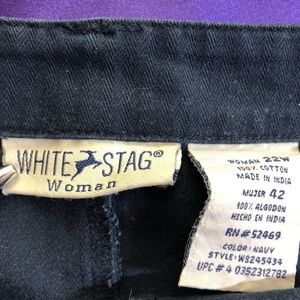 WHITE STAG®
Woman
WOMAN 22W
100% COTTON
MADE IN INDIA
MUJER 42
100% ALGODON
HECHO EN INDIA
RN# 52469
COLOR: NAVY
STYLE: WS245934
UPC # 4 0352312782